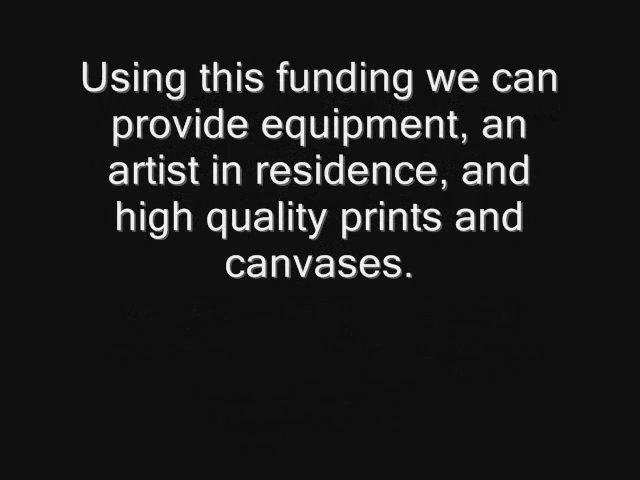 Using this funding we can
provide equipment, an
artist in residence, and
high quality prints and
canvases.